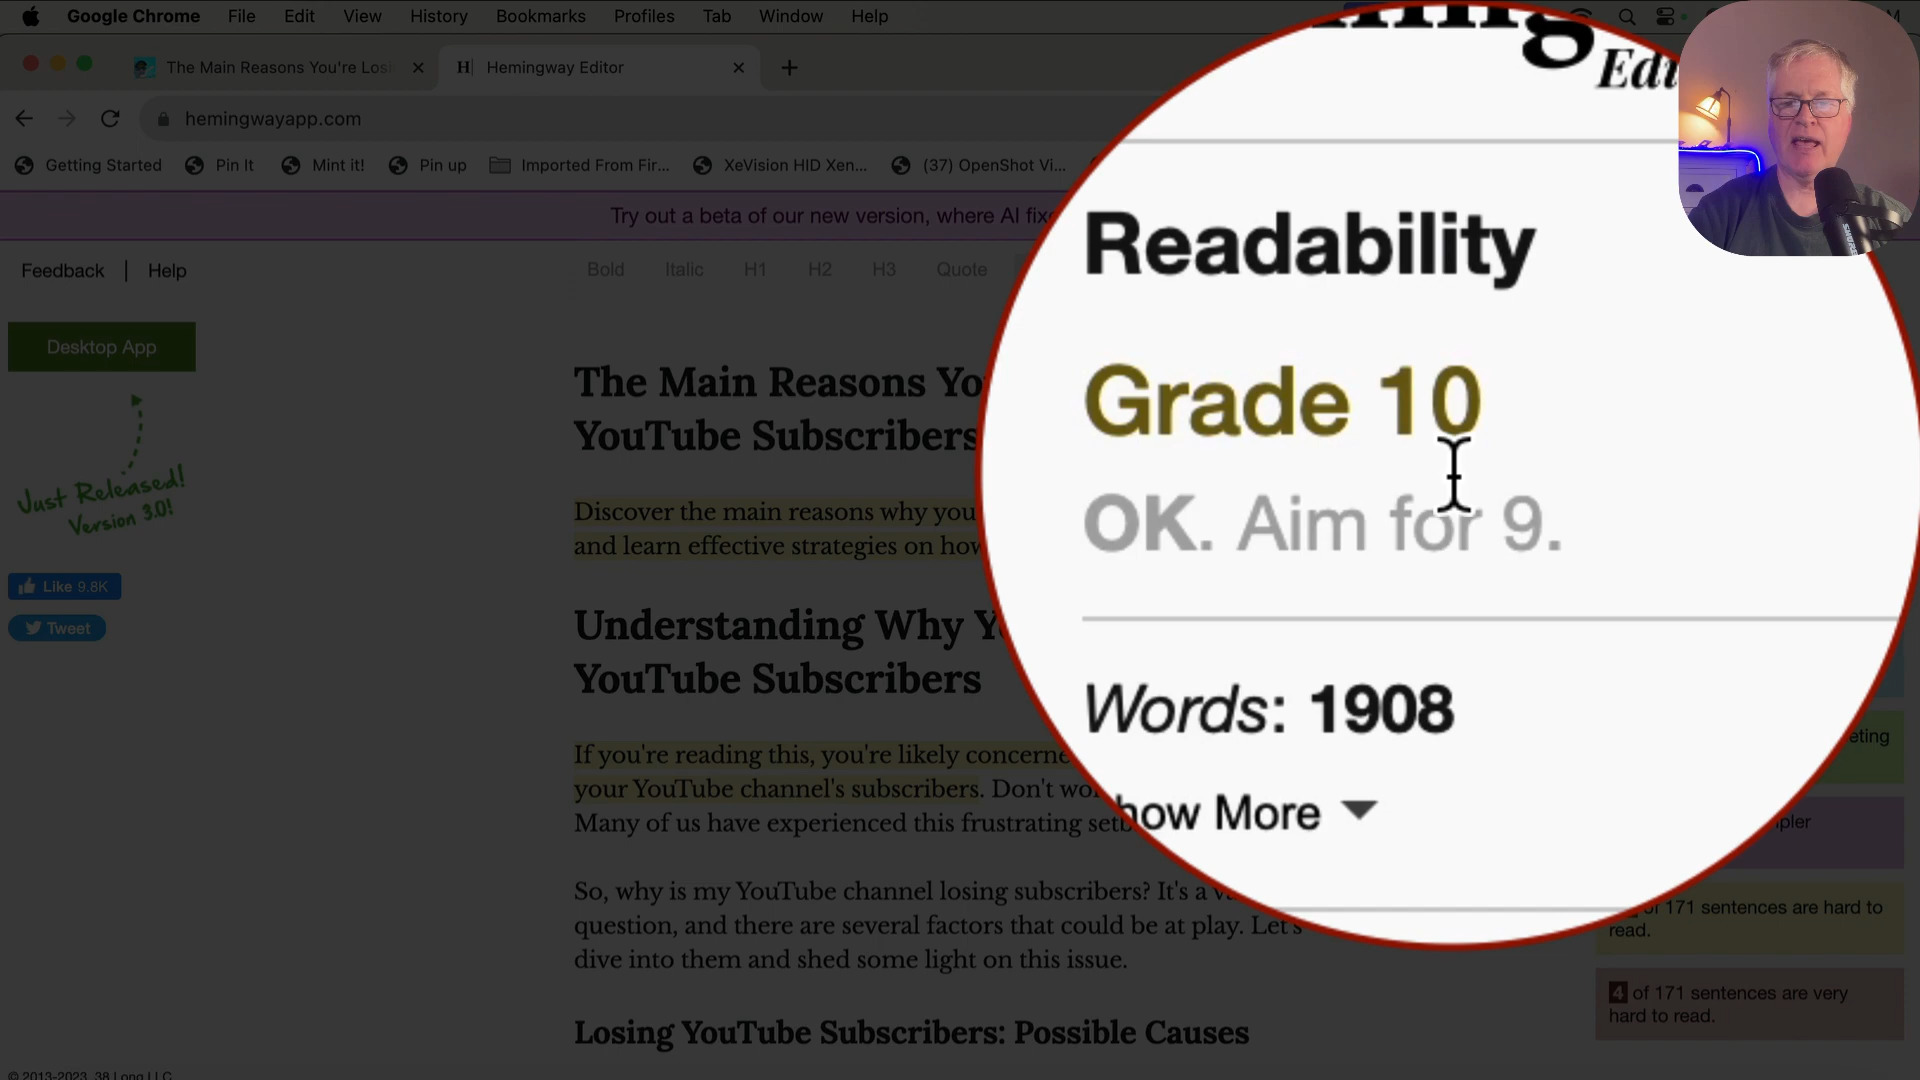 Google Chrome File Edit View History Bookmarks Profiles Tab Window Help
The Main Reasons You're Losi
H Hemingway Editor
hemingwayapp.com
Getting Started Pin It Mint it! Pin up Imported From Fir... XeVision HID Xen... (37) OpenShot Vi...
Try out a beta of our new version, where AI fixe
Feedback | Help
Bold Italic H1 H2 H3 Quote
Desktop App
Just Released!
Version 3.0!
Like 9.8K
Tweet
The Main Reasons Yo
YouTube Subscribers
Discover the main reasons why you
and learn effective strategies on how
Understanding Why Y
YouTube Subscribers
If you're reading this, you're likely concerne
your YouTube channel's subscribers. Don't wo
Many of us have experienced this frustrating setb
So, why is my YouTube channel losing subscribers? It's a v
question, and there are several factors that could be at play. Let's
dive into them and shed some light on this issue.
Losing YouTube Subscribers: Possible Causes
Readability
Grade 10
OK. Aim for 9.
Words: 1908
how More
eting
pler
of 171 sentences are hard to
read.
4 of 171 sentences are very
hard to read.
© 2013-2023, 38 Long LLC
SHURE